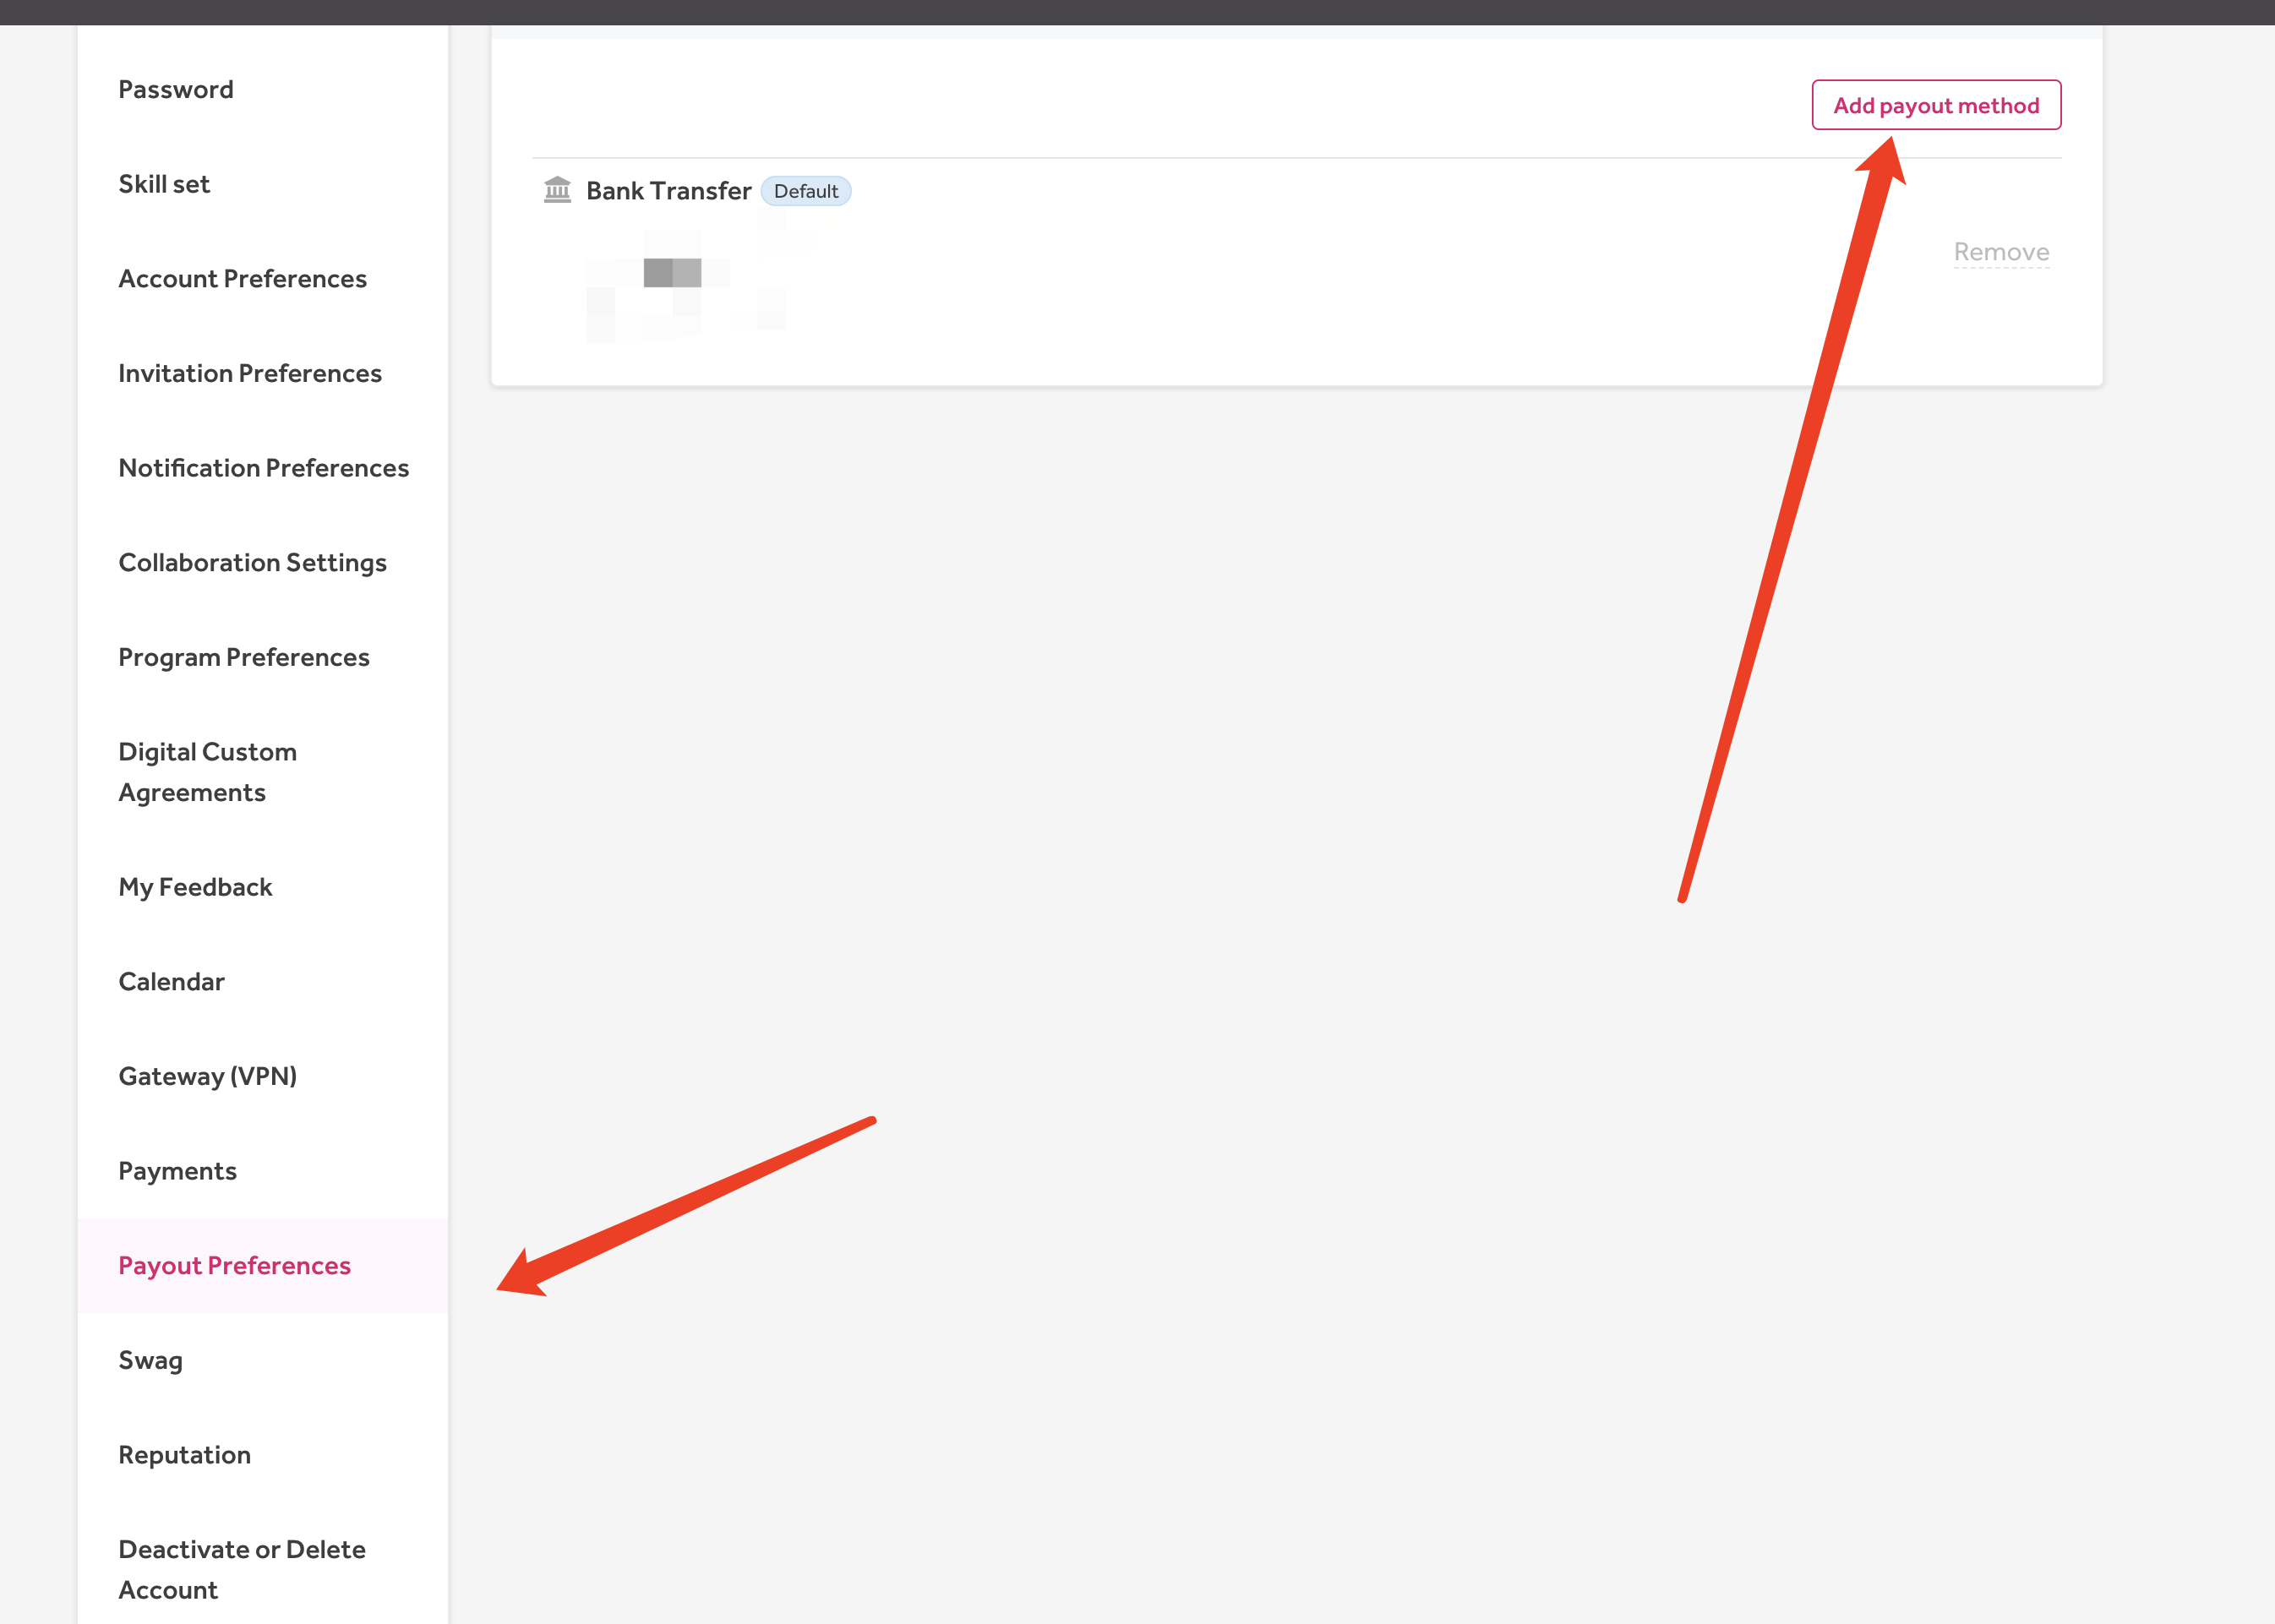 Password
Skill set
Account Preferences
Invitation Preferences
Notification Preferences
Collaboration Settings
Program Preferences
Digital Custom
Agreements
My Feedback
Calendar
Gateway (VPN)
Payments
Payout Preferences
Swag
Reputation
Deactivate or Delete
Account
Add payout method
Bank Transfer Default
Remove